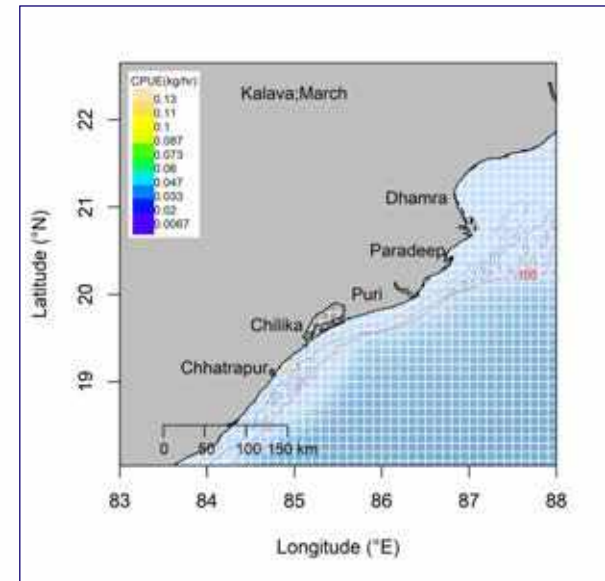 CPUE(kg/hr)
0.13
0.11
0.1
0.087
0.073
0.06
0.047
0.033
0.02
0.0067
Kalava;March
Dhamra
Paradeep
Puri
Chilika
Chhatrapur
100
0 50 100 150 km
22
21
20
19
Latitude (°N)
83 84 85 86 87 88
Longitude (°E)